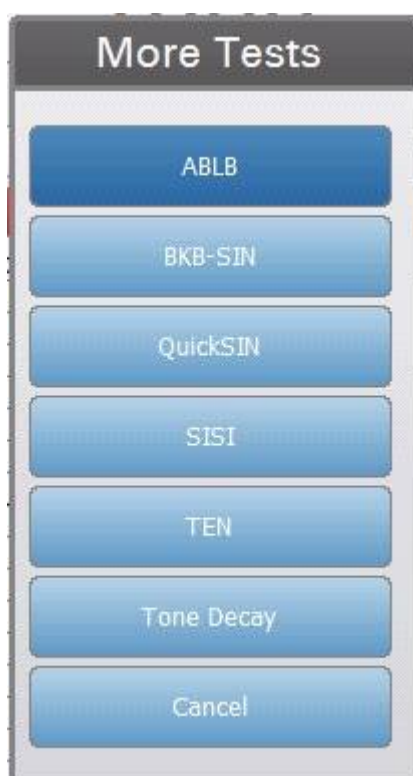 More Tests
ABLB
BKB-SIN
QuickSIN
SISI
TEN
Tone Decay
Cancel